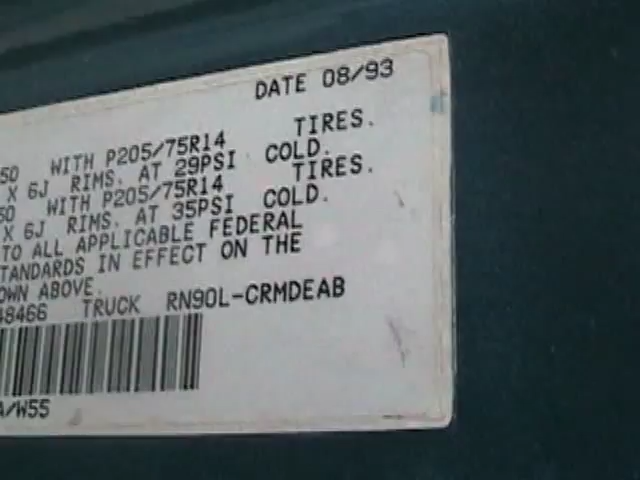 DATE 08/93
50 WITH P205/75R14 TIRES.
X 6J RIMS. AT 29PSI COLD.
50 WITH P205/75R14 TIRES.
X 6J RIMS. AT 35PSI COLD.
TO ALL APPLICABLE FEDERAL
TANDARDS IN EFFECT ON THE
OWN ABOVE.
48466 TRUCK RN90L-CRMDEAB
A/W55